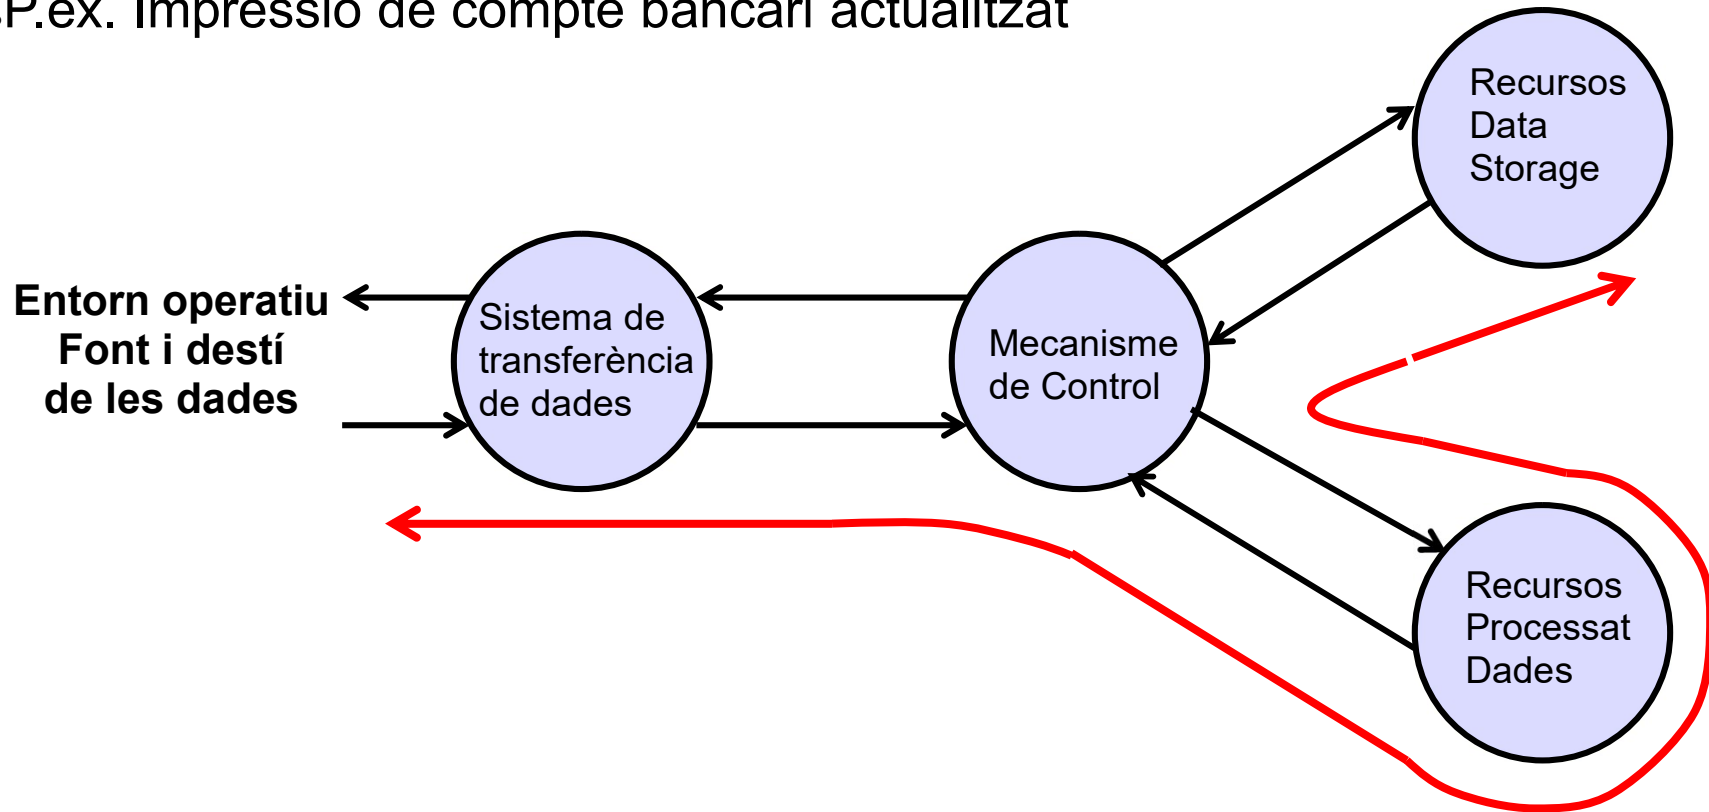 P.ex. Impressió de compte bancari actualitzat
Recursos
Data
Storage
Entorn operatiu
Font i destí
de les dades
Sistema de
transferència
de dades
Mecanisme
de Control
Recursos
Processat
Dades